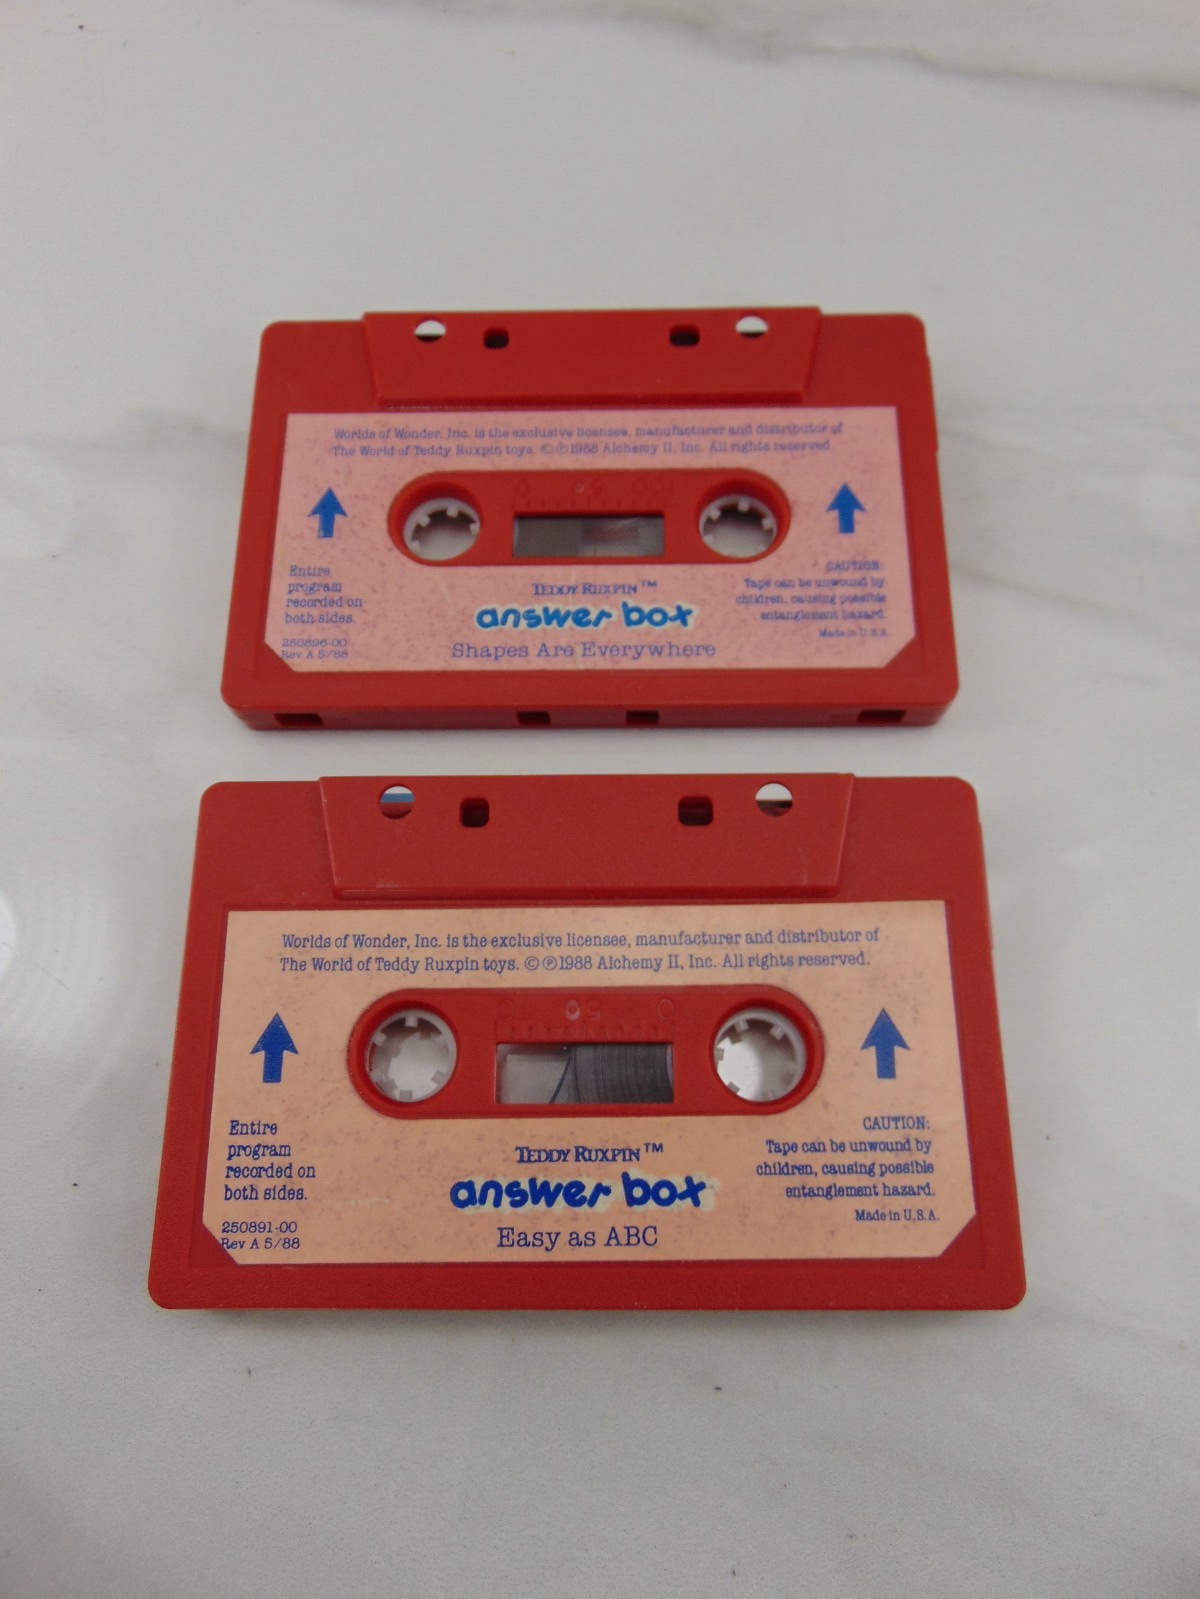 Worlds of Wonder, Inc. is the exclusive licensee, manufacturer and distributor of
The World of Teddy Ruxpin toys. ©℗1988 Alchemy II, Inc. All rights reserved.
Entire
program
recorded on
both sides.
250896-00
Rev A 5/88
TEDDY RUXPIN™
answer box
Shapes Are Everywhere
CAUTION:
Tape can be unwound by
children, causing possible
entanglement hazard.
Made in U.S.A.
Worlds of Wonder, Inc. is the exclusive licensee, manufacturer and distributor of
The World of Teddy Ruxpin toys. ©℗1988 Alchemy II, Inc. All rights reserved.
Entire
program
recorded on
both sides.
250891-00
Rev A 5/88
TEDDY RUXPIN™
answer box
Easy as ABC
CAUTION:
Tape can be unwound by
children, causing possible
entanglement hazard.
Made in U.S.A.